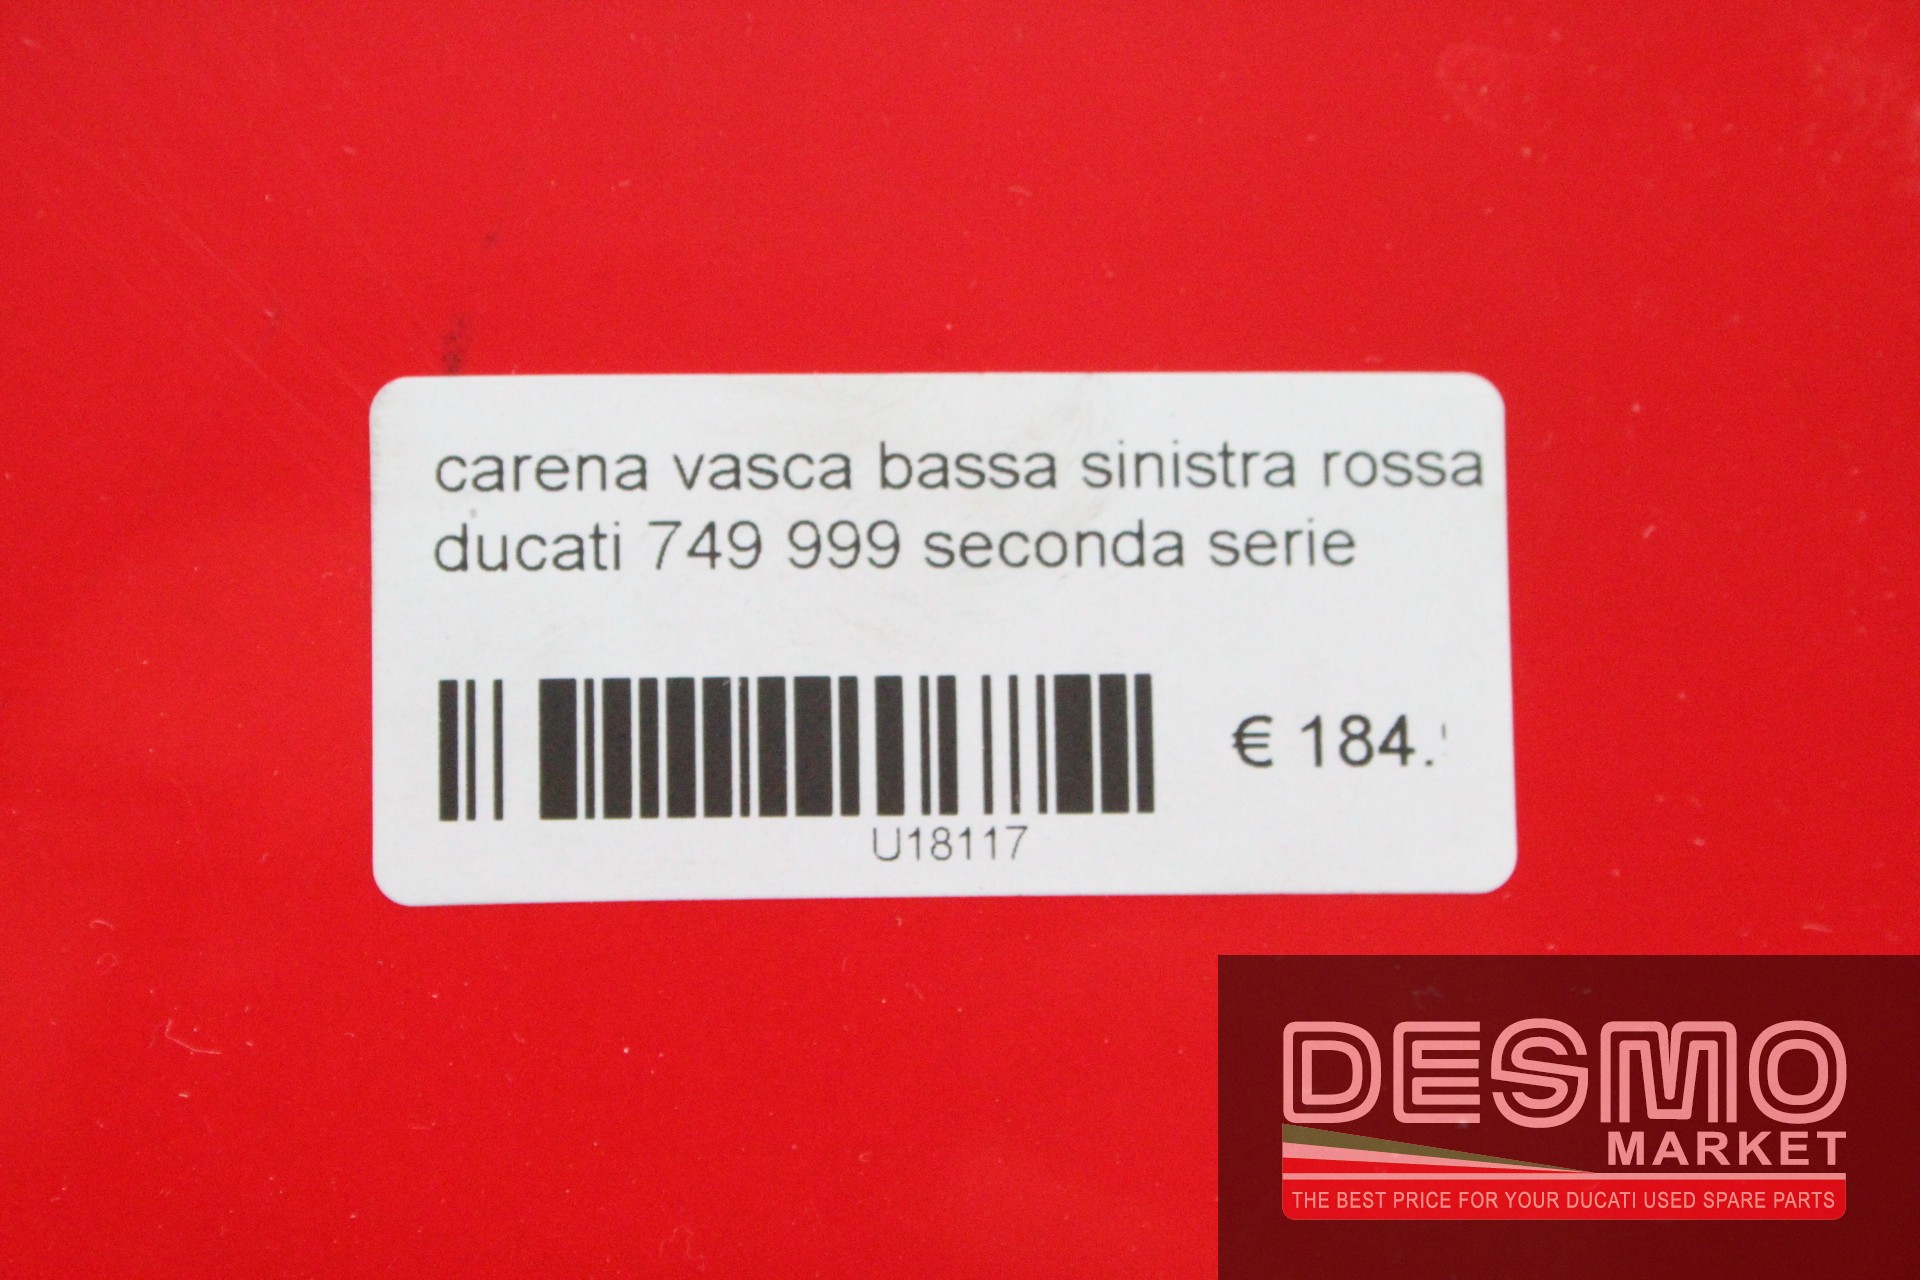 carena vasca bassa sinistra rossa
ducati 749 999 seconda serie
€ 184.
U18117
DESMO
MARKET
THE BEST PRICE FOR YOUR DUCATI USED SPARE PARTS